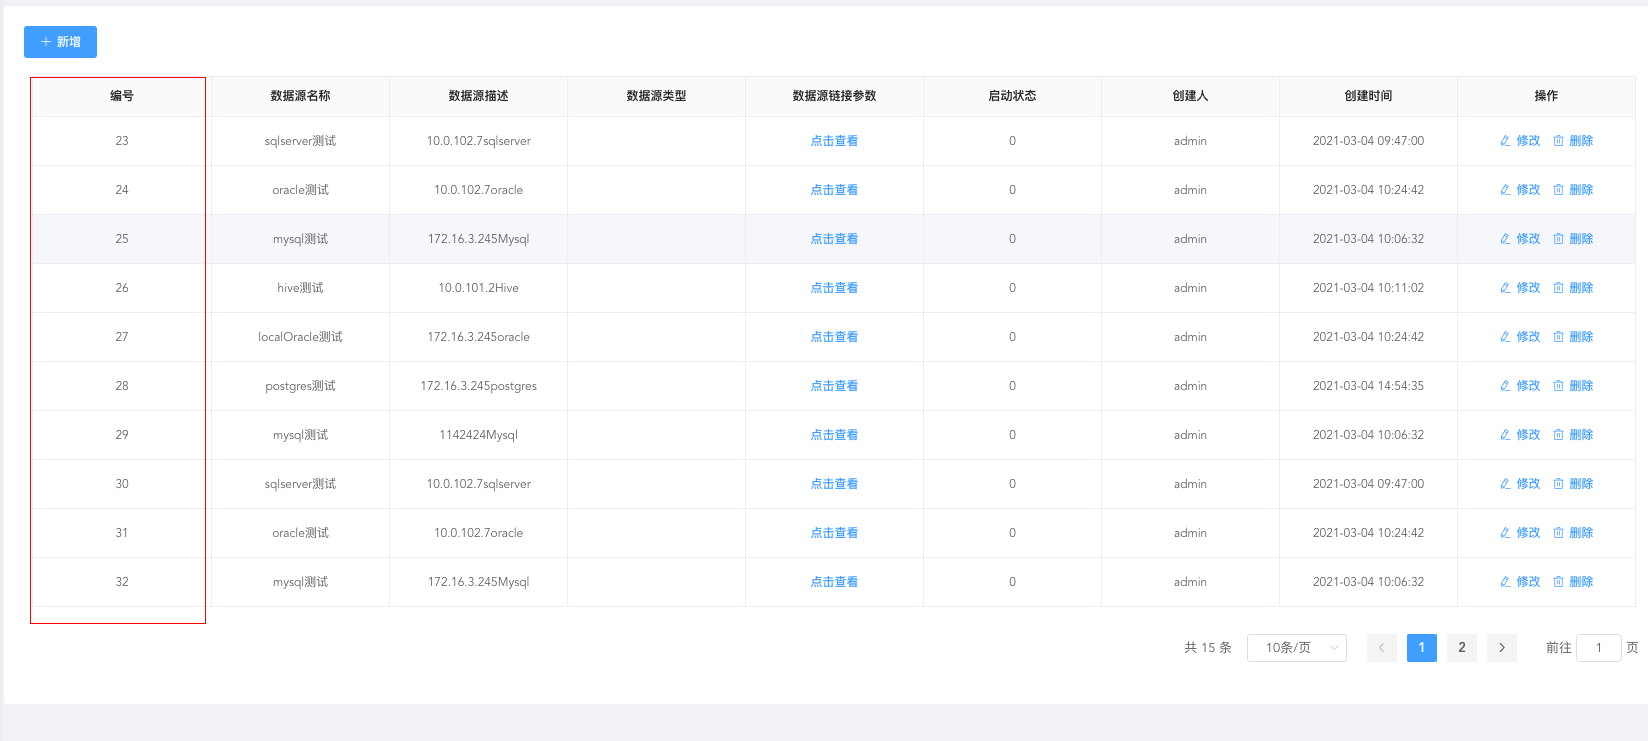 新增
编号 数据源名称 数据源描述 数据源类型 数据源链接参数 启动状态 创建人 创建时间 操作
23 sqlserver测试 10.0.102.7sqlserver 点击查看 0 admin 2021-03-04 09:47:00 修改 删除
24 oracle测试 10.0.102.7oracle 点击查看 0 admin 2021-03-04 10:24:42 修改 删除
25 mysql测试 172.16.3.245Mysql 点击查看 0 admin 2021-03-04 10:06:32 修改 删除
26 hive测试 10.0.101.2Hive 点击查看 0 admin 2021-03-04 10:11:02 修改 删除
27 localOracle测试 172.16.3.245oracle 点击查看 0 admin 2021-03-04 10:24:42 修改 删除
28 postgres测试 172.16.3.245postgres 点击查看 0 admin 2021-03-04 14:54:35 修改 删除
29 mysql测试 1142424Mysql 点击查看 0 admin 2021-03-04 10:06:32 修改 删除
30 sqlserver测试 10.0.102.7sqlserver 点击查看 0 admin 2021-03-04 09:47:00 修改 删除
31 oracle测试 10.0.102.7oracle 点击查看 0 admin 2021-03-04 10:24:42 修改 删除
32 mysql测试 172.16.3.245Mysql 点击查看 0 admin 2021-03-04 10:06:32 修改 删除
共 15 条 10条/页 1 2 前往 1 页